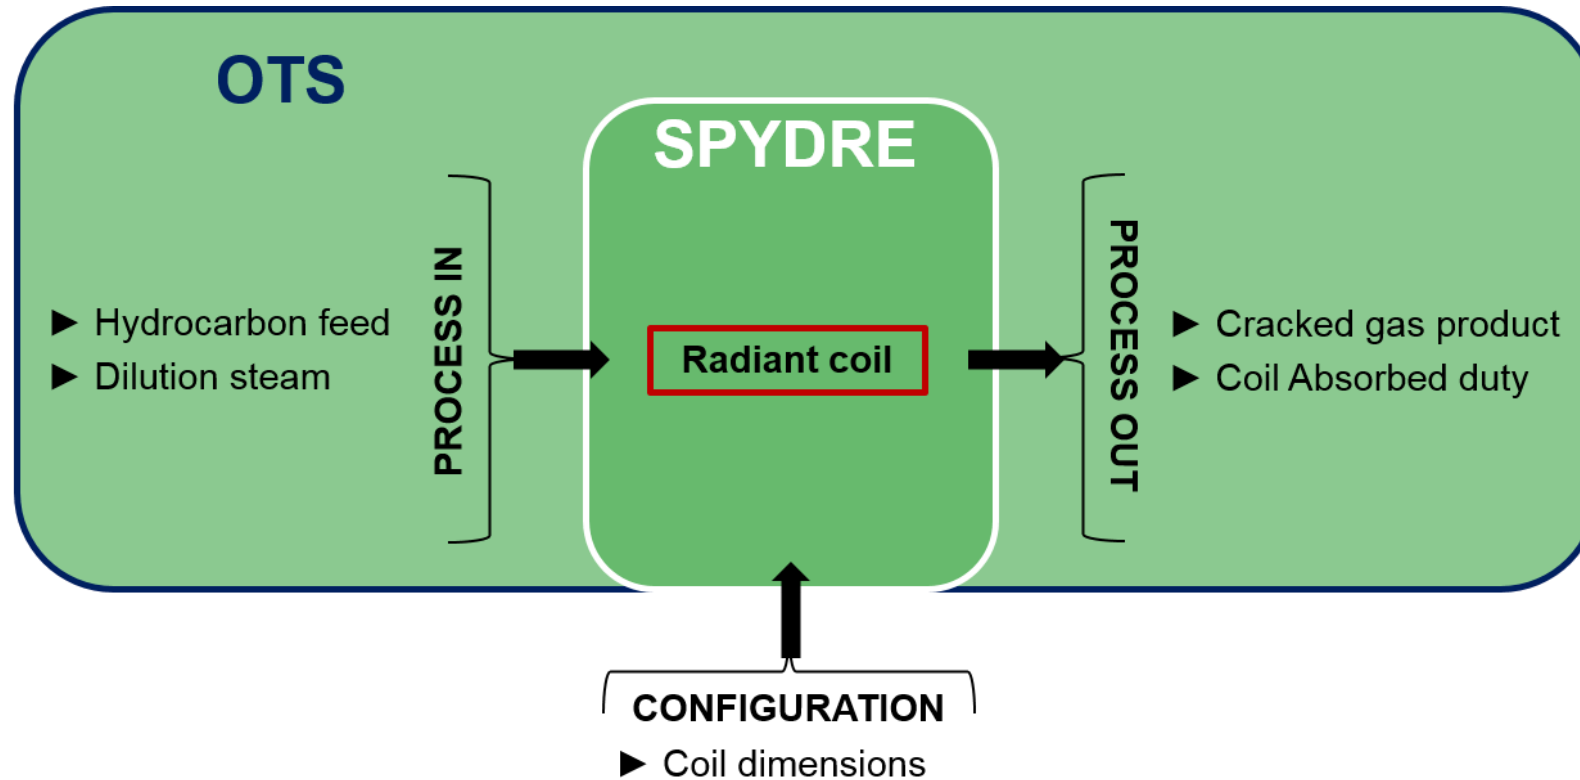 OTS
SPYDRE
PROCESS IN
► Hydrocarbon feed
► Dilution steam
Radiant coil
PROCESS OUT
► Cracked gas product
► Coil Absorbed duty
CONFIGURATION
► Coil dimensions